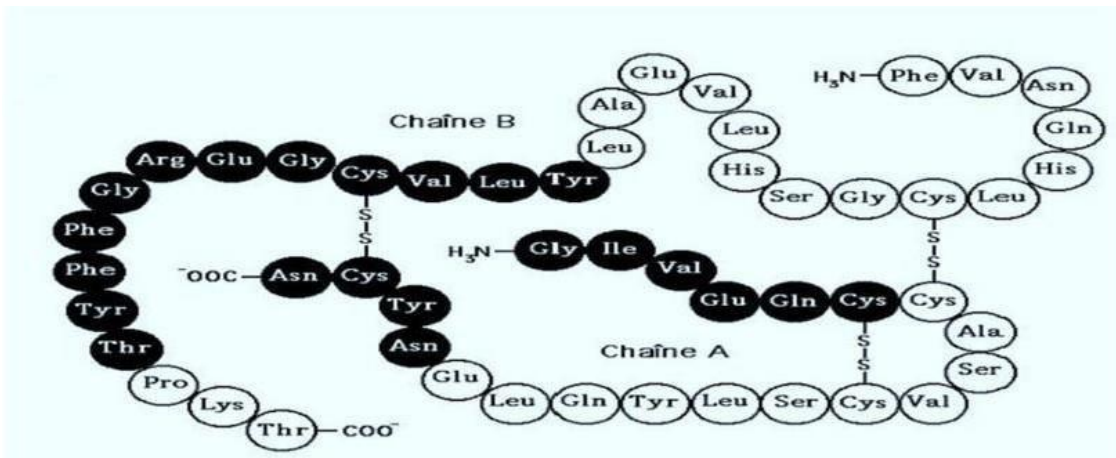 Chaîne B
H₃N–Phe Val Asn Gln His Leu Cys Gly Ser His Leu Val Glu Ala Leu Tyr Leu Val Cys Gly Glu Arg Gly Phe Phe Tyr Thr Pro Lys Thr–COO⁻
S
S
S
S
Chaîne A
H₃N–Gly Ile Val Glu Gln Cys Cys Ala Ser Val Cys Ser Leu Tyr Gln Leu Glu Asn Tyr Cys Asn–⁻OOC
S
S